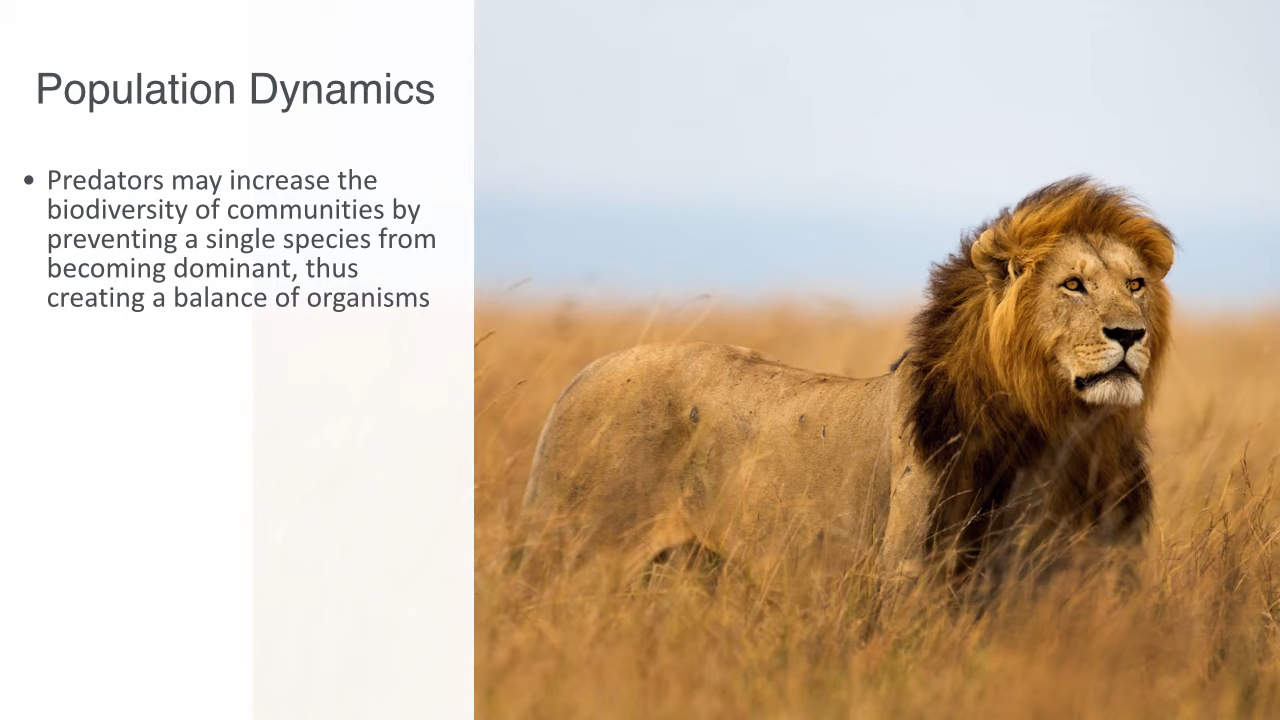 Population Dynamics
• Predators may increase the
biodiversity of communities by
preventing a single species from
becoming dominant, thus
creating a balance of organisms